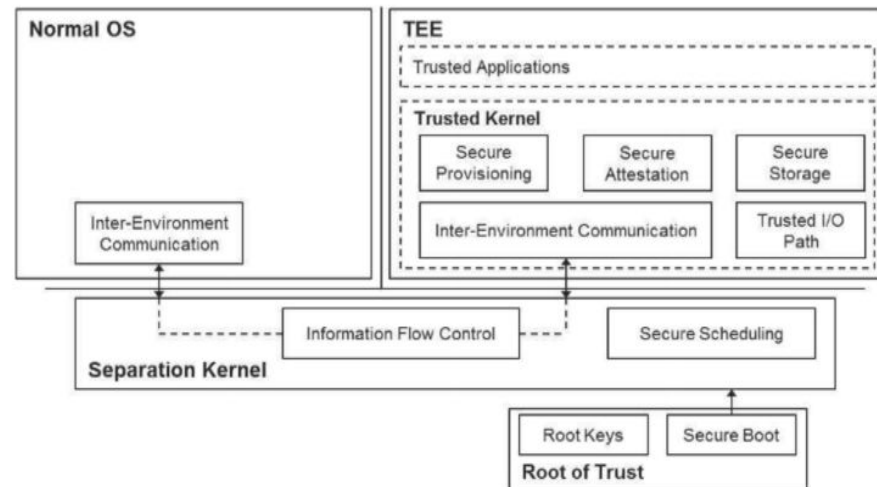 Normal OS
TEE
Trusted Applications
Trusted Kernel
Secure
Provisioning
Secure
Attestation
Secure
Storage
Inter-Environment
Communication
Inter-Environment Communication
Trusted I/O
Path
Information Flow Control
Secure Scheduling
Separation Kernel
Root Keys
Secure Boot
Root of Trust